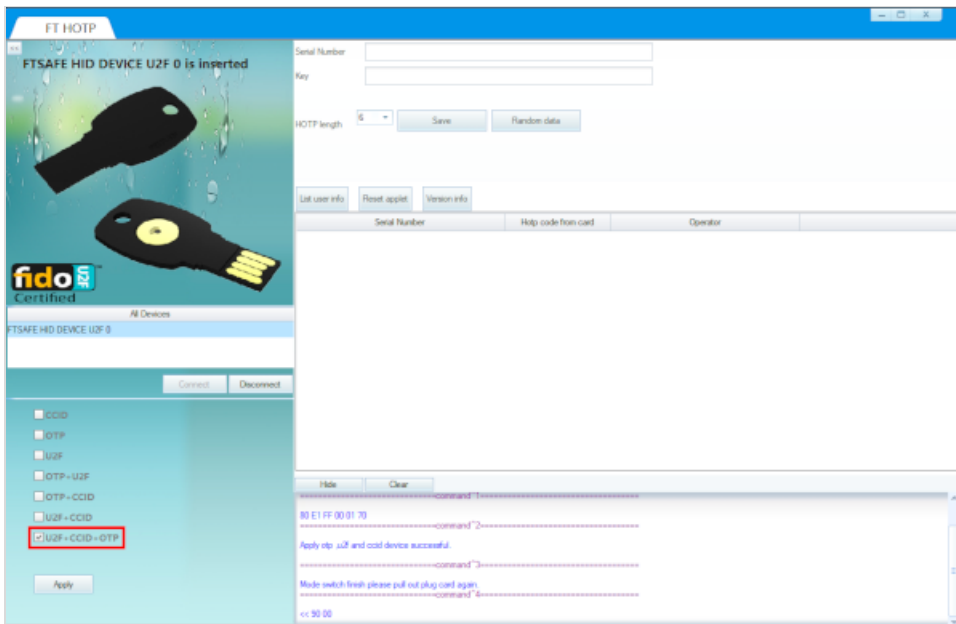 FT HOTP
FTSAFE HID DEVICE U2F 0 is inserted
fido U2F
Certified
All Devices
FTSAFE HID DEVICE U2F 0
Connect Disconnect
CCID
OTP
U2F
OTP+U2F
OTP+CCID
U2F+CCID
U2F+CCID+OTP
Apply
Serial Number
Key
HOTP length 6 Save Random data
List user info Reset applet Version info
Serial Number Hotp code from card Operator
Hide Clear
==============================command^1===================================
80 E1 FF 00 01 70
==============================command^2===================================
Apply otp ,u2f and ccid device successful.
==============================command^3===================================
Mode switch finish please pull out plug card again.
==============================command^4===================================
<< 90 00